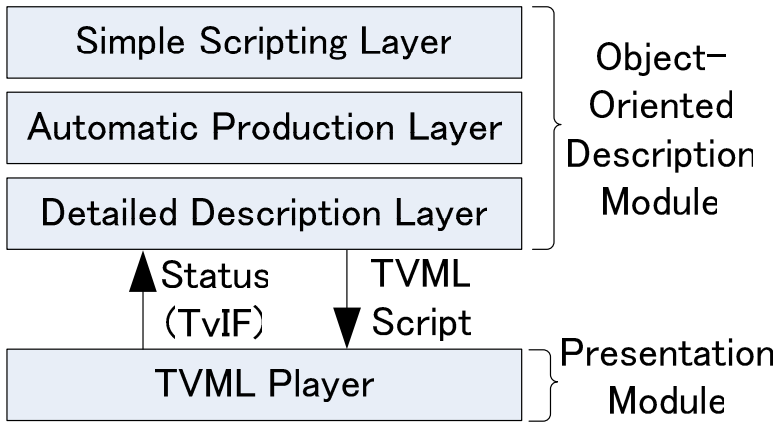 Simple Scripting Layer
Automatic Production Layer
Detailed Description Layer
Object-
Oriented
Description
Module
Status
(TvIF)
TVML
Script
TVML Player
Presentation
Module